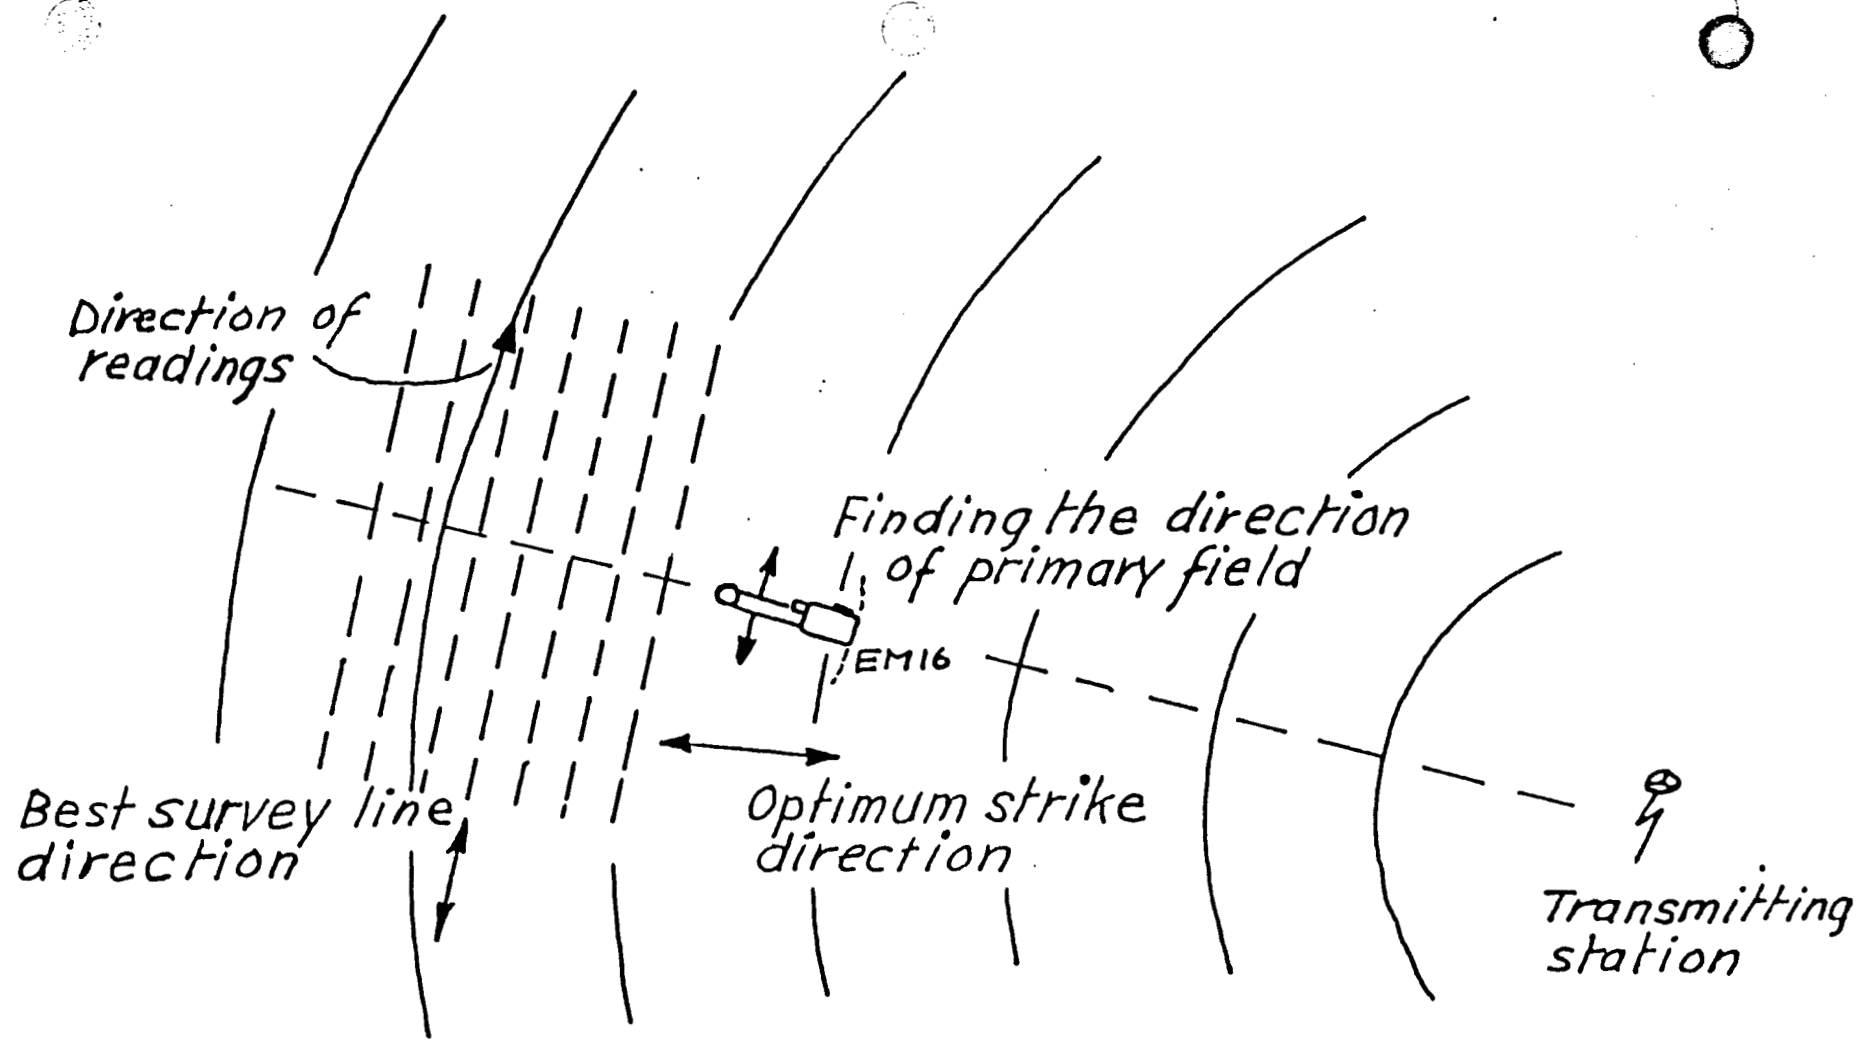 Direction of
readings
Finding the direction
of primary field
EM16
Best survey line
direction
Optimum strike
direction
Transmitting
station